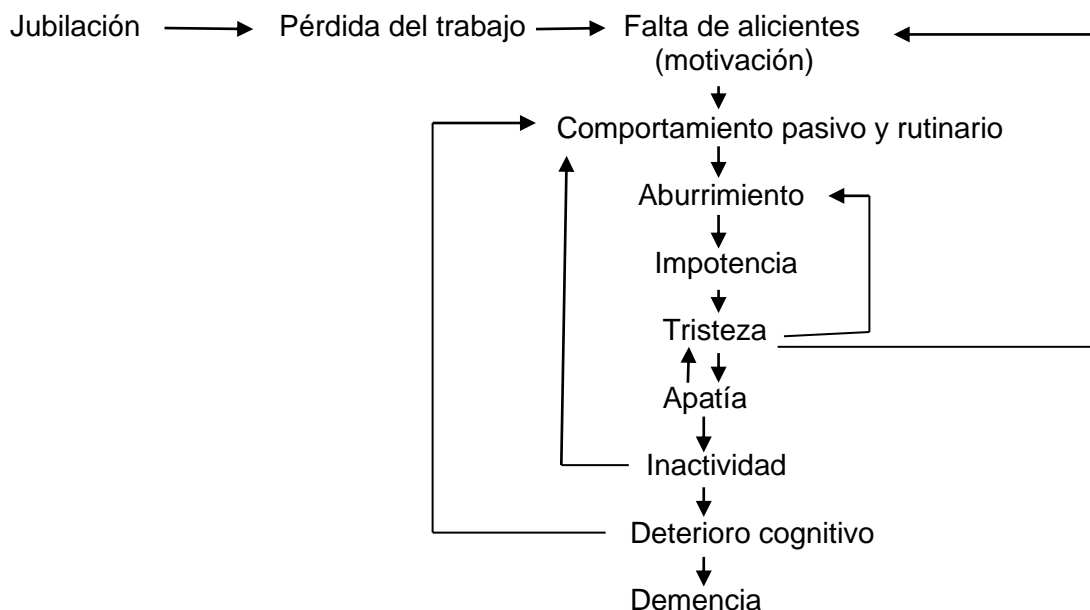 Jubilación Pérdida del trabajo Falta de alicientes
(motivación)
Comportamiento pasivo y rutinario
Aburrimiento
Impotencia
Tristeza
Apatía
Inactividad
Deterioro cognitivo
Demencia